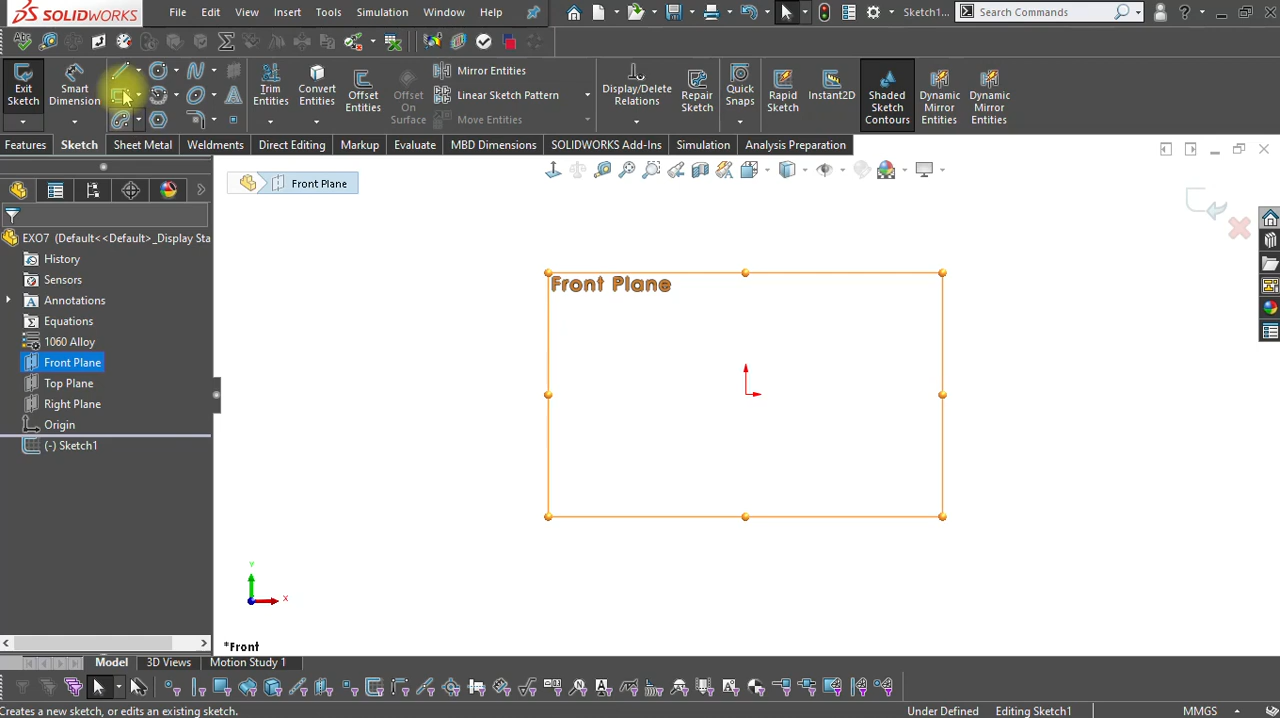 SOLIDWORKS File Edit View Insert Tools Simulation Window Help Sketch1... Search Commands ?
Exit Sketch Smart Dimension Trim Entities Convert Entities Offset Entities Offset On Surface Mirror Entities Linear Sketch Pattern Move Entities Display/Delete Relations Repair Sketch Quick Snaps Rapid Sketch Instant2D Shaded Sketch Contours Dynamic Mirror Entities Dynamic Mirror Entities
Features Sketch Sheet Metal Weldments Direct Editing Markup Evaluate MBD Dimensions SOLIDWORKS Add-Ins Simulation Analysis Preparation
Front Plane
EXO7 (Default<<Default>_Display Sta
History
Sensors
Annotations
Equations
1060 Alloy
Front Plane
Top Plane
Right Plane
Origin
(-) Sketch1
Front Plane
Y
X
*Front
Model 3D Views Motion Study 1
Creates a new sketch, or edits an existing sketch. Under Defined Editing Sketch1 MMGS